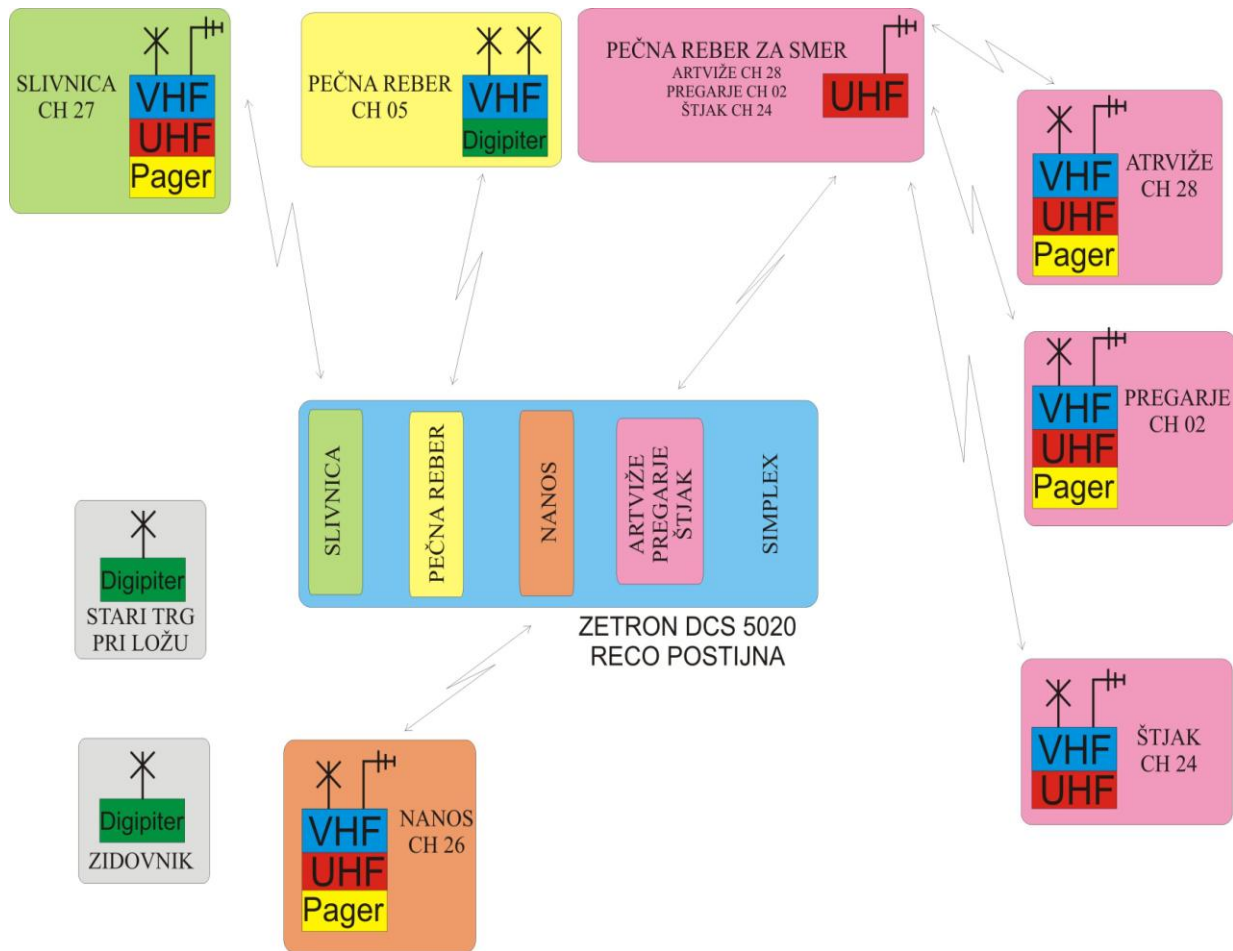 SLIVNICA
CH 27
VHF
UHF
Pager
PEČNA REBER
CH 05
VHF
Digipiter
PEČNA REBER ZA SMER
ARTVIŽE CH 28
PREGARJE CH 02
ŠTJAK CH 24
UHF
VHF
UHF
Pager
ATRVIŽE
CH 28
VHF
UHF
Pager
PREGARJE
CH 02
SLIVNICA
PEČNA REBER
NANOS
ARTVIŽE
PREGARJE
ŠTJAK
SIMPLEX
ZETRON DCS 5020
RECO POSTIJNA
Digipiter
STARI TRG
PRI LOŽU
Digipiter
ZIDOVNIK
VHF
UHF
Pager
NANOS
CH 26
VHF
UHF
ŠTJAK
CH 24